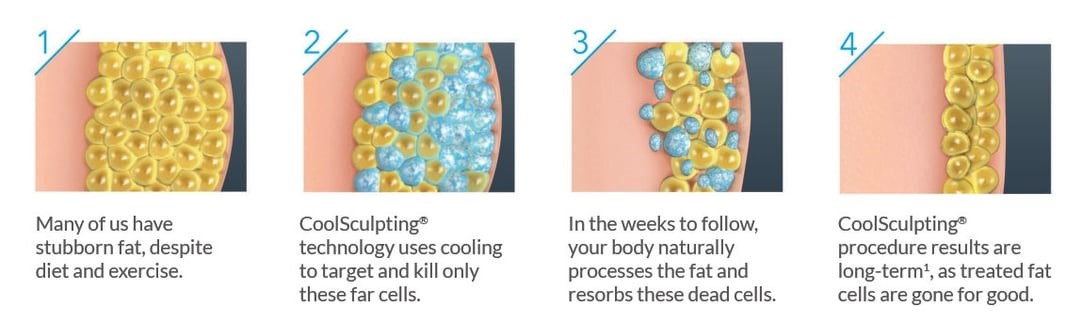 1
Many of us have
stubborn fat, despite
diet and exercise.
2
CoolSculpting®
technology uses cooling
to target and kill only
these far cells.
3
In the weeks to follow,
your body naturally
processes the fat and
resorbs these dead cells.
4
CoolSculpting®
procedure results are
long-term¹, as treated fat
cells are gone for good.